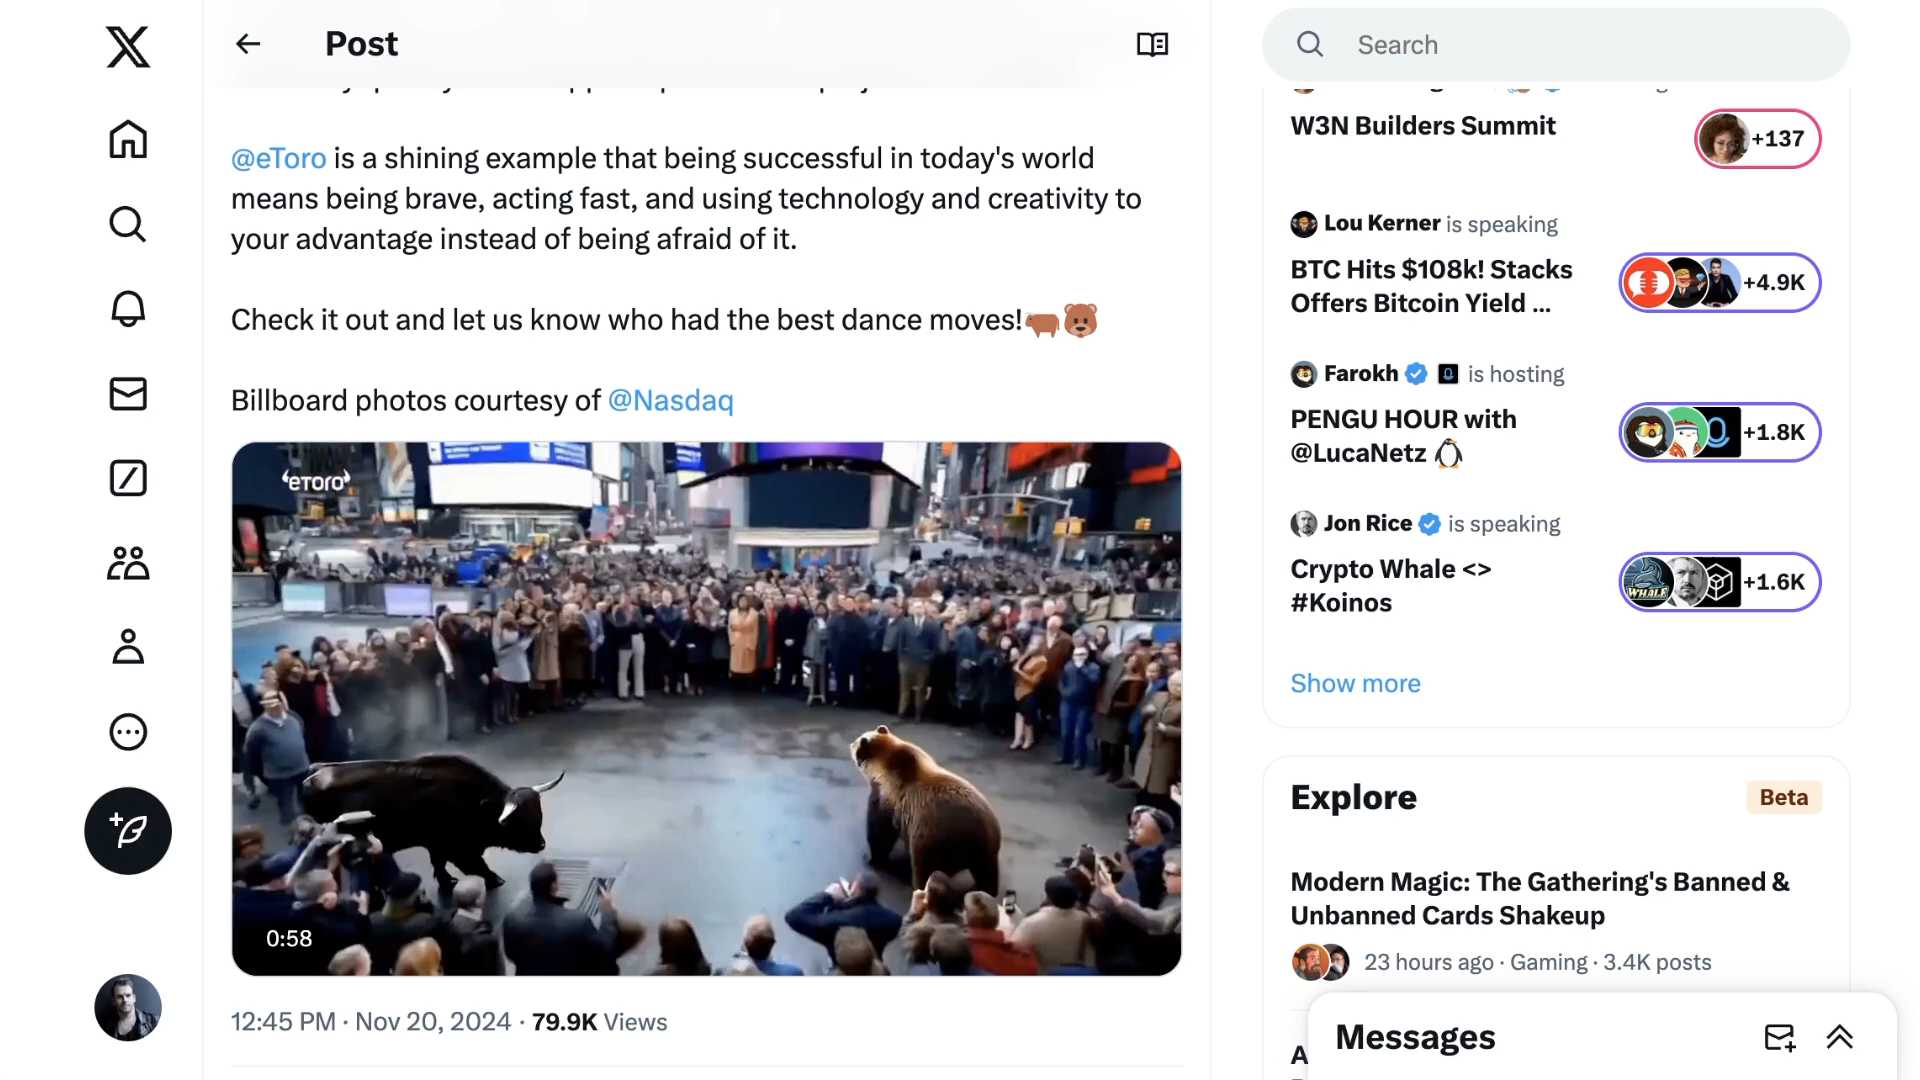 Post
Search
@eToro is a shining example that being successful in today's world
means being brave, acting fast, and using technology and creativity to
your advantage instead of being afraid of it.
Check it out and let us know who had the best dance moves!🐂🐻
Billboard photos courtesy of @Nasdaq
eToro
0:58
12:45 PM · Nov 20, 2024 · 79.9K Views
W3N Builders Summit
+137
Lou Kerner is speaking
BTC Hits $108k! Stacks
Offers Bitcoin Yield ...
+4.9K
Farokh is hosting
PENGU HOUR with
@LucaNetz 🐧
+1.8K
Jon Rice is speaking
Crypto Whale <>
#Koinos
WHALE
+1.6K
Show more
Explore
Beta
Modern Magic: The Gathering's Banned &
Unbanned Cards Shakeup
23 hours ago · Gaming · 3.4K posts
A
Messages